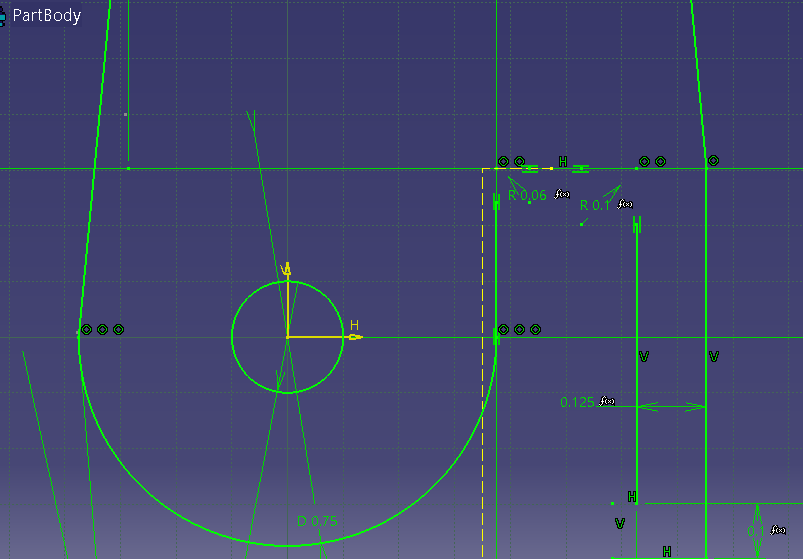 PartBody
H
R 0.06 f(x)
R 0.1 f(x)
H
H
V
H
V
V
0.125 f(x)
D 0.75
H
V
0.1 f(x)
H